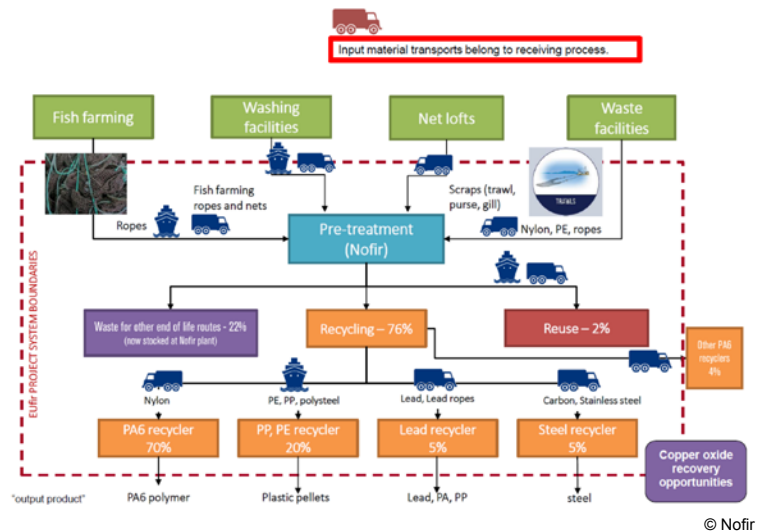 Input material transports belong to receiving process.
Fish farming
Washing
facilities
Net lofts
Waste
facilities
TRAWLS
Fish farming
ropes and nets
Scraps (trawl,
purse, gill)
Ropes
Pre-treatment
(Nofir)
Nylon, PE, ropes
EUfir PROJECT SYSTEM BOUNDARIES
Waste for other end of life routes - 22%
(now stocked at Nofir plant)
Recycling – 76%
Reuse – 2%
Other PA6
recyclers
4%
Nylon
PE, PP, polysteel
Lead, Lead ropes
Carbon, Stainless steel
PA6 recycler
70%
PP, PE recycler
20%
Lead recycler
5%
Steel recycler
5%
Copper oxide
recovery
opportunities
"output product"
PA6 polymer
Plastic pellets
Lead, PA, PP
steel
© Nofir